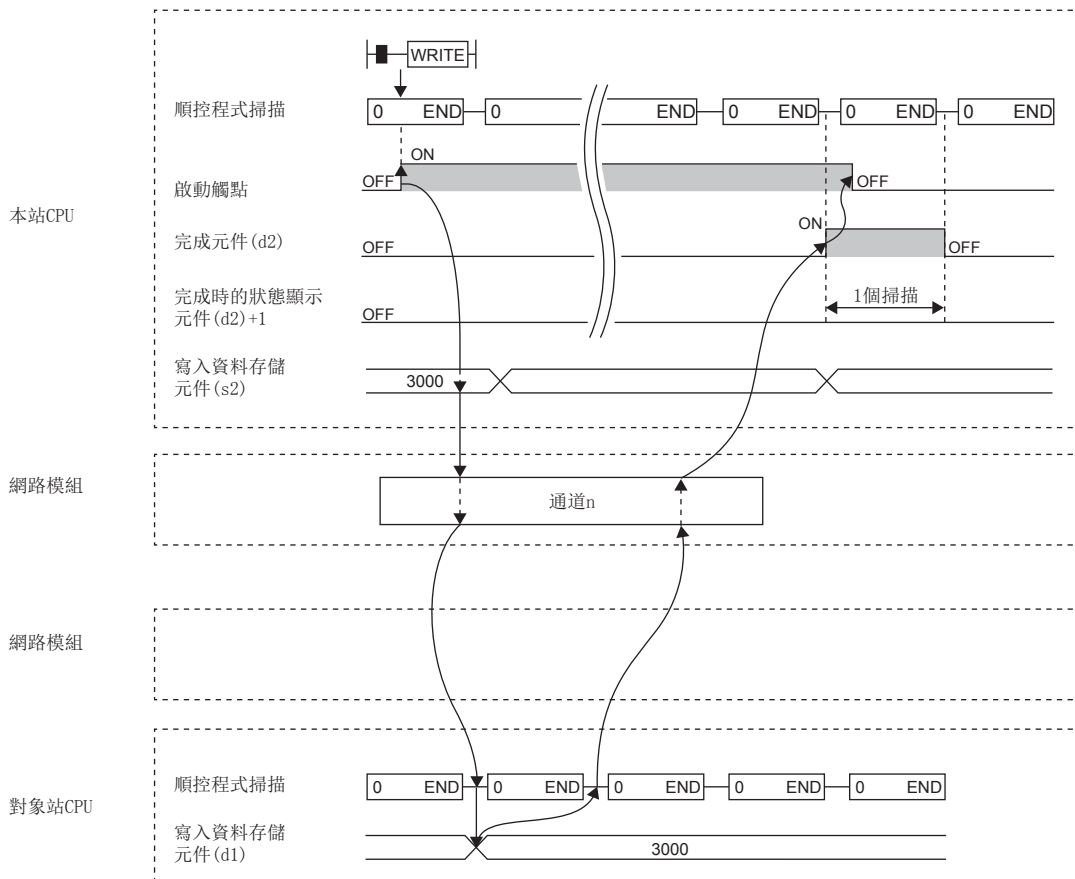 WRITE
順控程式掃描
0 END 0 END 0 END 0 END 0 END
ON
啟動觸點
OFF
OFF
本站CPU
ON
完成元件(d2)
OFF
OFF
完成時的狀態顯示
元件(d2)+1
OFF
1個掃描
寫入資料存儲
元件(s2)
3000
網路模組
通道n
網路模組
順控程式掃描
0 END 0 END 0 END 0 END 0 END
對象站CPU
寫入資料存儲
元件(d1)
3000